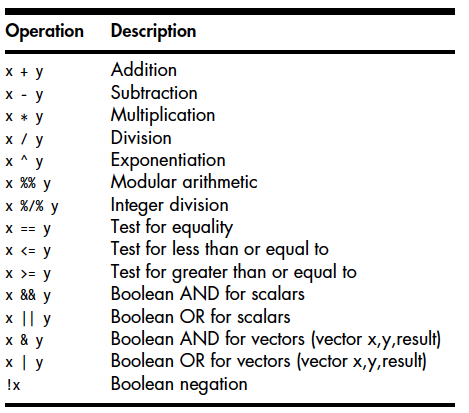 Operation Description
x + y Addition
x - y Subtraction
x * y Multiplication
x / y Division
x ^ y Exponentiation
x %% y Modular arithmetic
x %/% y Integer division
x == y Test for equality
x <= y Test for less than or equal to
x >= y Test for greater than or equal to
x && y Boolean AND for scalars
x || y Boolean OR for scalars
x & y Boolean AND for vectors (vector x,y,result)
x | y Boolean OR for vectors (vector x,y,result)
!x Boolean negation